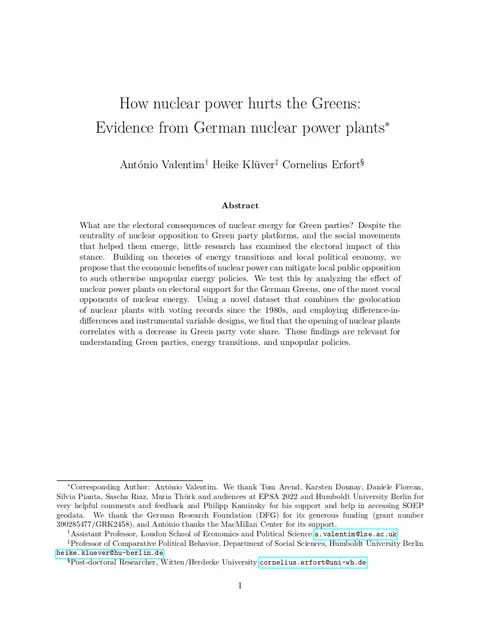 How nuclear power hurts the Greens:
Evidence from German nuclear power plants*
António Valentim† Heike Klüver‡ Cornelius Erfort§
Abstract
What are the electoral consequences of nuclear energy for Green parties? Despite the
centrality of nuclear opposition to Green party platforms, and the social movements
that helped them emerge, little research has examined the electoral impact of this
stance. Building on theories of energy transitions and local political economy, we
propose that the economic benefits of nuclear power can mitigate local public opposition
to such otherwise unpopular energy policies. We test this by analyzing the effect of
nuclear power plants on electoral support for the German Greens, one of the most vocal
opponents of nuclear energy. Using a novel dataset that combines the geolocation
of nuclear plants with voting records since the 1980s, and employing difference-in-
differences and instrumental variable designs, we find that the opening of nuclear plants
correlates with a decrease in Green party vote share. These findings are relevant for
understanding Green parties, energy transitions, and unpopular policies.
*Corresponding Author: António Valentim. We thank Tom Arend, Karsten Donnay, Daniele Florean,
Silvia Pianta, Sascha Riaz, Maria Thürk and audiences at EPSA 2022 and Humboldt University Berlin for
very helpful comments and feedback and Philipp Kaminsky for his support and help in accessing SOEP
geodata. We thank the German Research Foundation (DFG) for its generous funding (grant number
390285477/GRK2458), and António thanks the MacMillan Center for its support.
†Assistant Professor, London School of Economics and Political Science a.valentim@lse.ac.uk
‡Professor of Comparative Political Behavior, Department of Social Sciences, Humboldt University Berlin
heike.kluever@hu-berlin.de
§Post-doctoral Researcher, Witten/Herdecke University cornelius.erfort@uni-wh.de
1